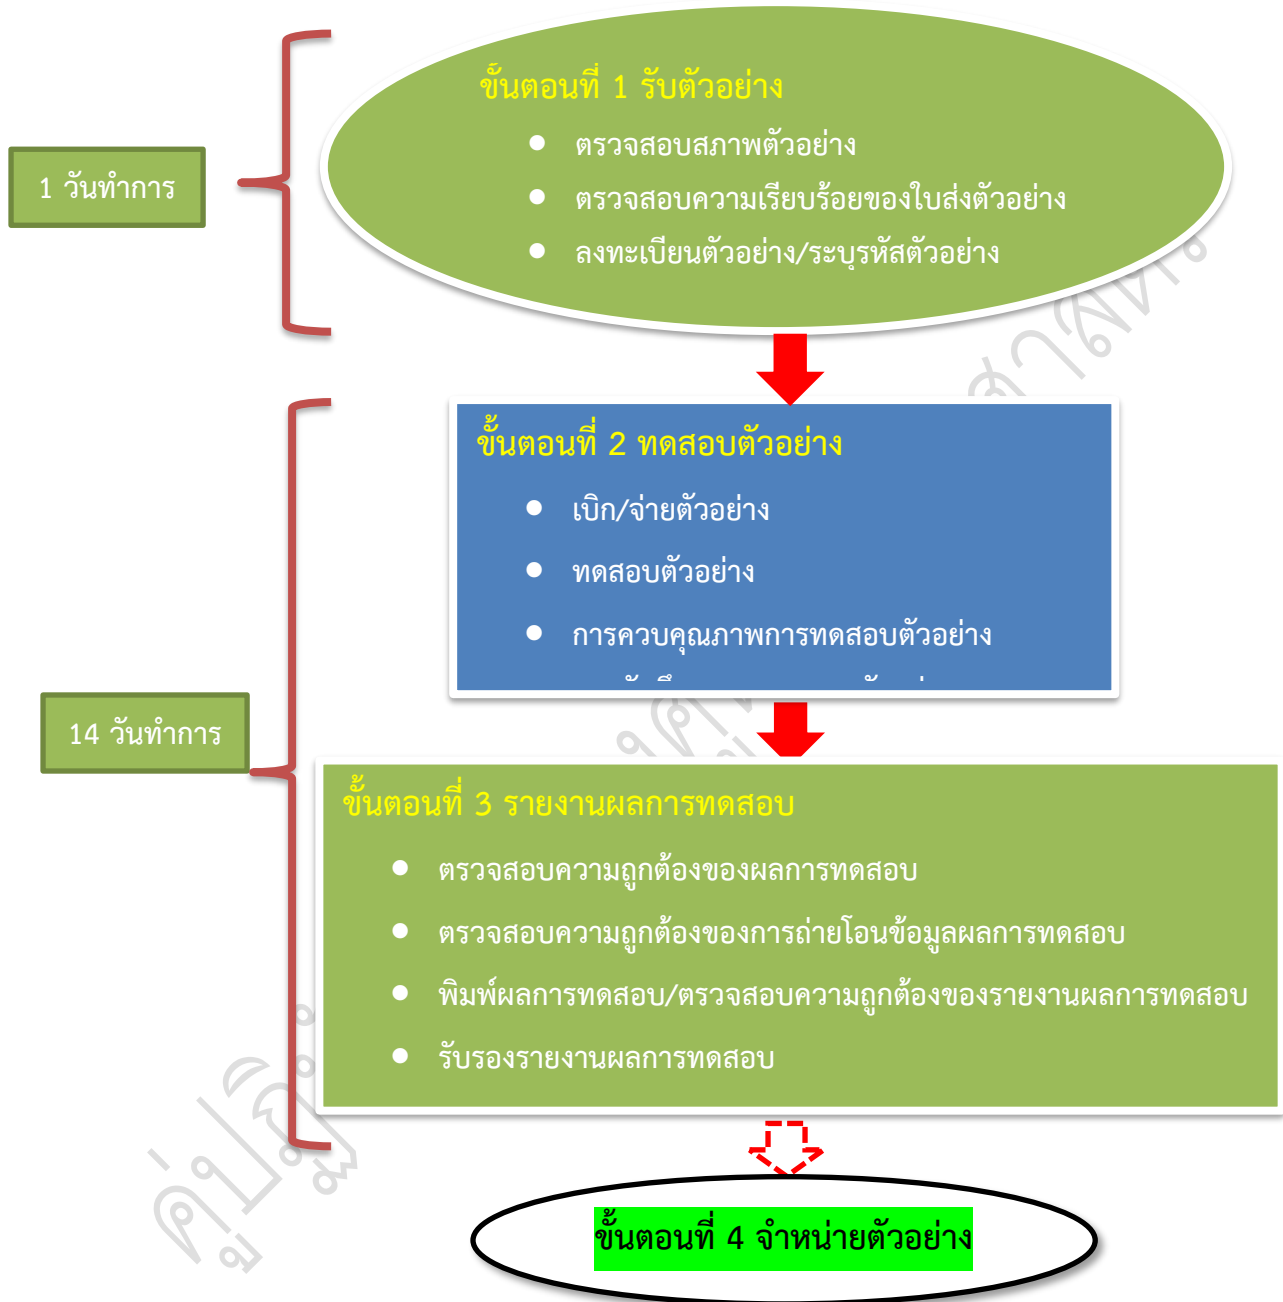 ขั้นตอนที่ 1 รับตัวอย่าง
● ตรวจสอบสภาพตัวอย่าง
1 วันทำการ
● ตรวจสอบความเรียบร้อยของใบส่งตัวอย่าง
● ลงทะเบียนตัวอย่าง/ระบุรหัสตัวอย่าง
ขั้นตอนที่ 2 ทดสอบตัวอย่าง
● เบิก/จ่ายตัวอย่าง
● ทดสอบตัวอย่าง
● การควบคุณภาพการทดสอบตัวอย่าง
14 วันทำการ
ขั้นตอนที่ 3 รายงานผลการทดสอบ
● ตรวจสอบความถูกต้องของผลการทดสอบ
● ตรวจสอบความถูกต้องของการถ่ายโอนข้อมูลผลการทดสอบ
● พิมพ์ผลการทดสอบ/ตรวจสอบความถูกต้องของรายงานผลการทดสอบ
● รับรองรายงานผลการทดสอบ
ขั้นตอนที่ 4 จำหน่ายตัวอย่าง